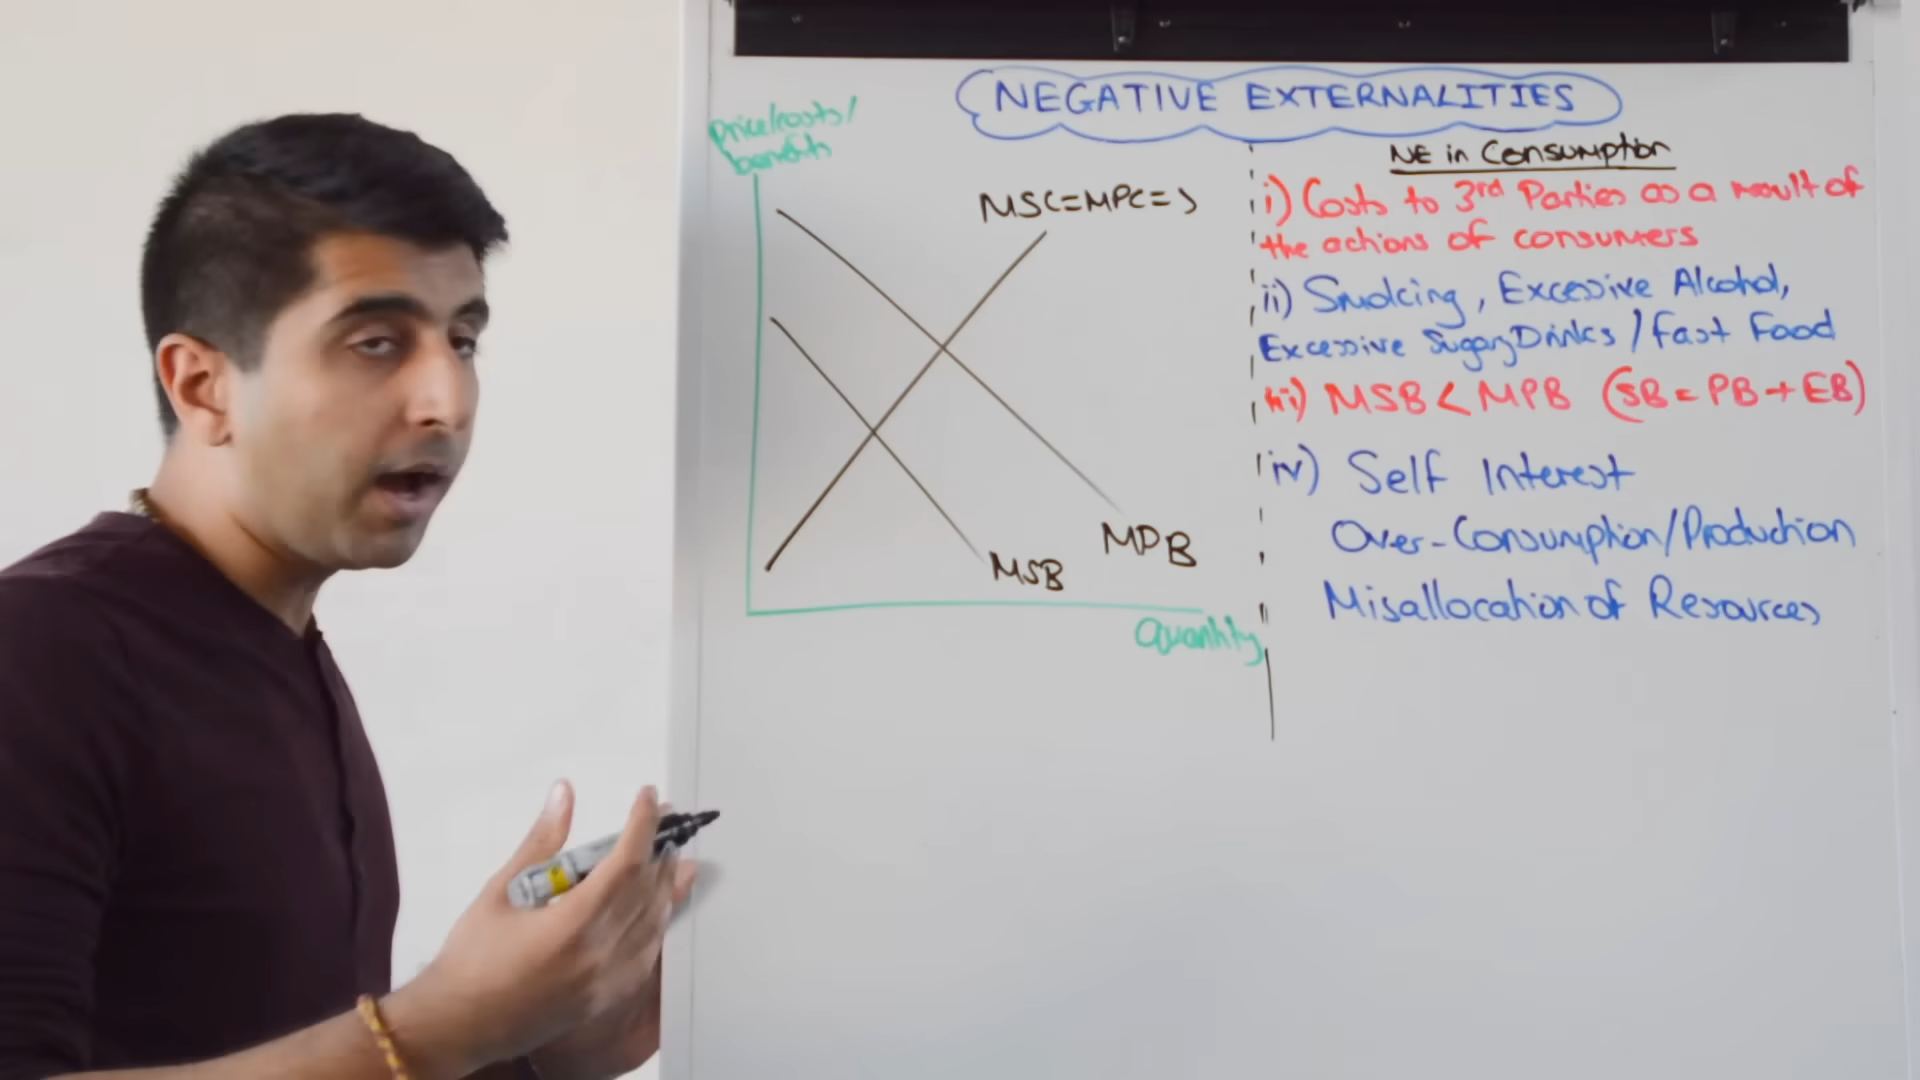 NEGATIVE EXTERNALITIES
price/costs/
benefits
MSC=MPC=S
MPB
MSB
Quantity
NE in Consumption
i) Costs to 3rd Parties as a result of
the actions of consumers
ii) Smoking, Excessive Alcohol,
Excessive Sugary Drinks / Fast Food
iii) MSB < MPB (SB = PB + EB)
iv) Self Interest
Over-Consumption/Production
Misallocation of Resources